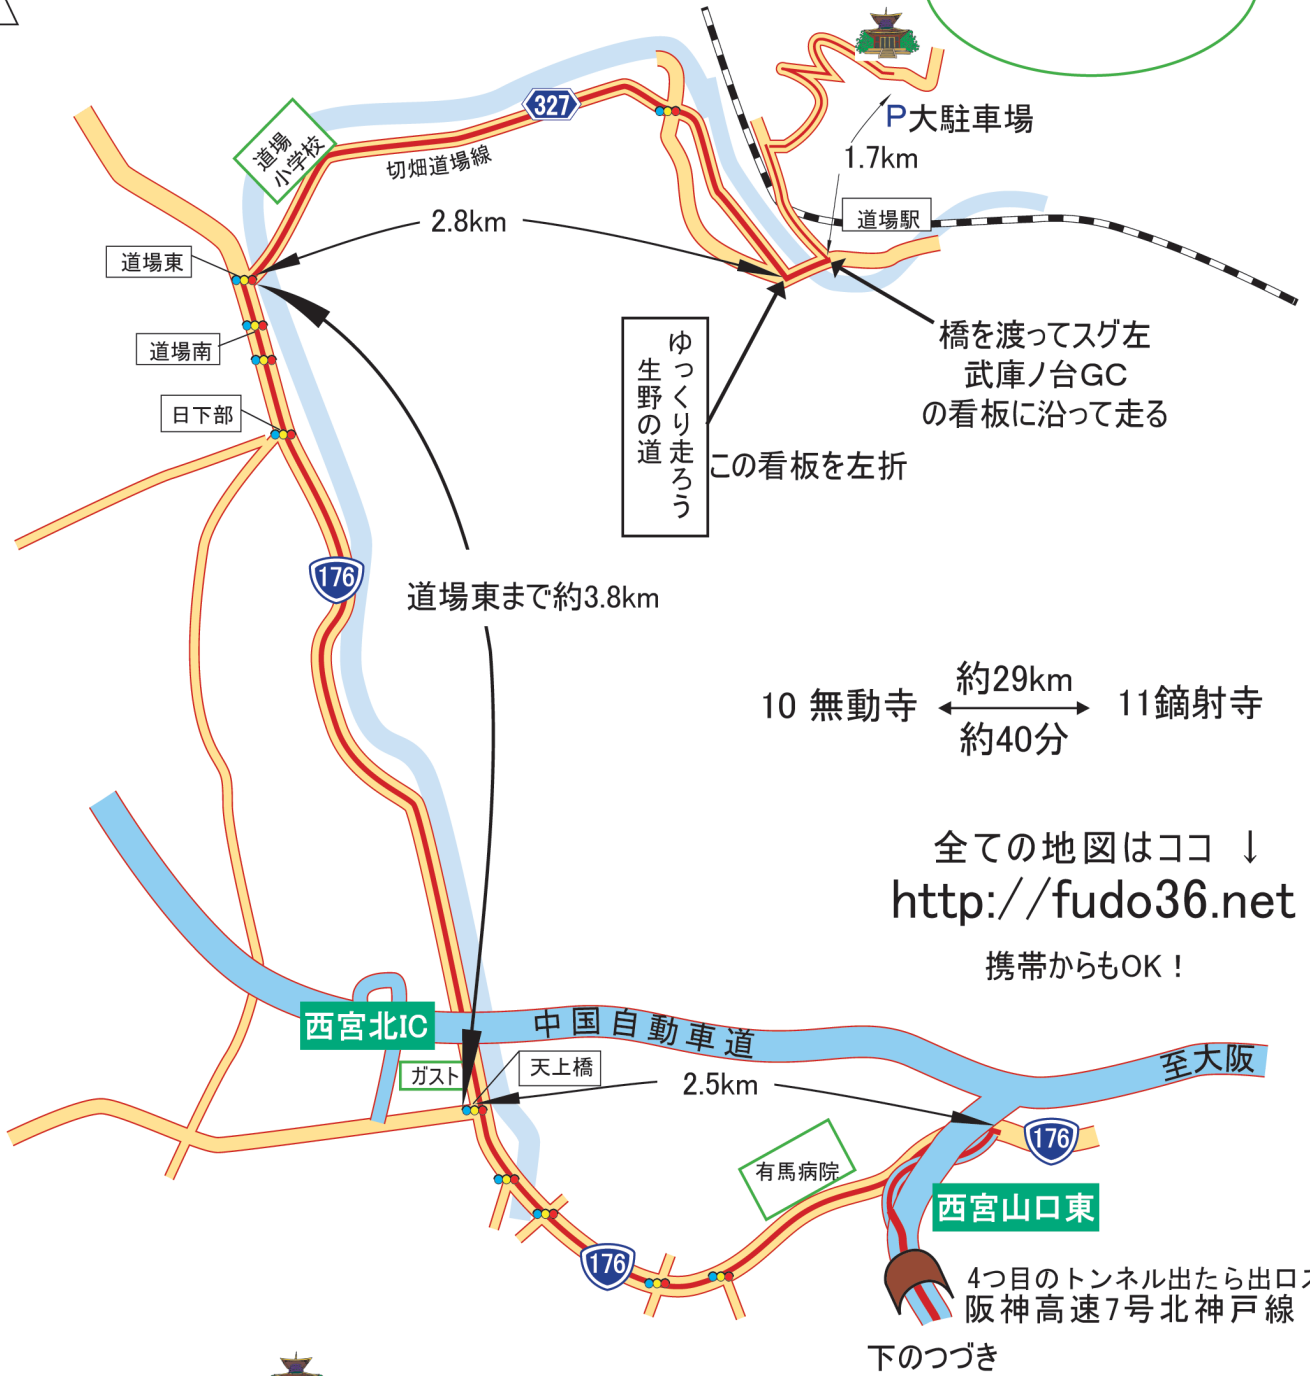 327
道場
小学校
切畑道場線
P大駐車場
1.7km
道場駅
2.8km
道場東
道場南
日下部
橋を渡ってスグ左
武庫ノ台GC
の看板に沿って走る
ゆっくり走ろう
生野の道
この看板を左折
176
道場東まで約3.8km
約29km
10 無動寺
11鏑射寺
約40分
全ての地図はココ ↓
http://fudo36.net
携帯からもOK！
西宮北IC
中国自動車道
至大阪
ガスト
天上橋
2.5km
176
有馬病院
西宮山口東
176
4つ目のトンネル出たら出口
阪神高速7号北神戸線
下のつづき